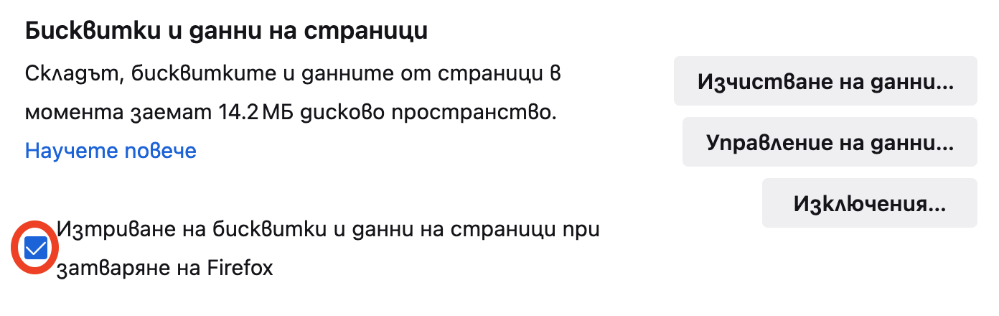 Бисквитки и данни на страници
Складът, бисквитките и данните от страници в
момента заемат 14.2 МБ дисково пространство.
Научете повече
Изчистване на данни...
Управление на данни...
Изключения...
Изтриване на бисквитки и данни на страници при
затваряне на Firefox